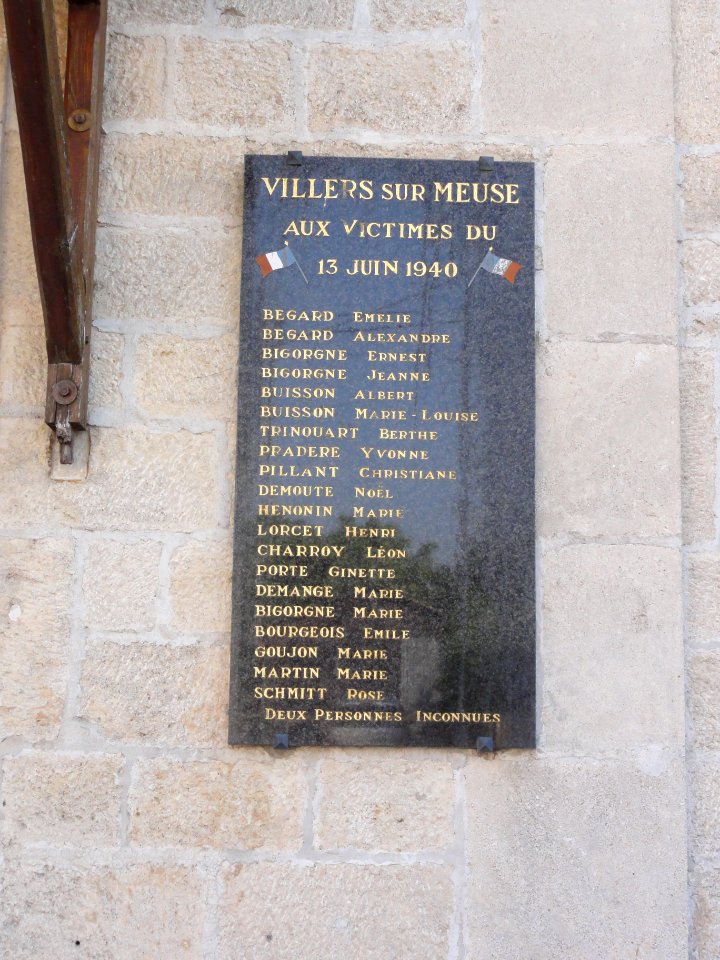 VILLERS SUR MEUSE
AUX VICTIMES DU
13 JUIN 1940
BEGARD EMELIE
BEGARD ALEXANDRE
BIGORGNE ERNEST
BIGORGNE JEANNE
BUISSON ALBERT
BUISSON MARIE-LOUISE
TRINQUART BERTHE
PRADERE YVONNE
PILLANT CHRISTIANE
DEMOUTE NOËL
HENONIN MARIE
LORCET HENRI
CHARROY LÉON
PORTE GINETTE
DEMANGE MARIE
BIGORGNE MARIE
BOURGEOIS EMILE
GOUJON MARIE
MARTIN MARIE
SCHMITT ROSE
DEUX PERSONNES INCONNUES